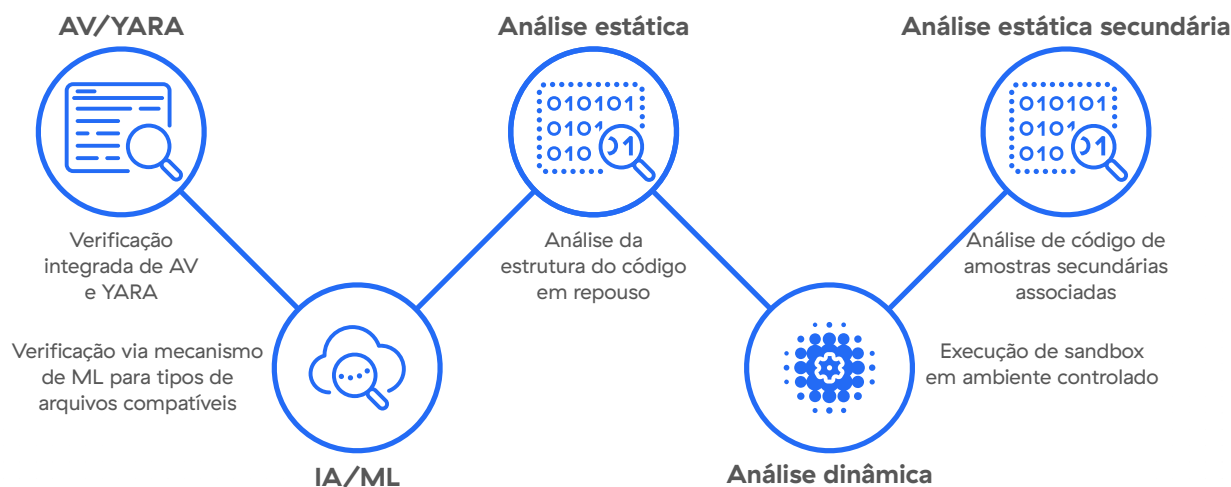 AV/YARA
Verificação
integrada de AV
e YARA
Verificação via mecanismo
de ML para tipos de
arquivos compatíveis
IA/ML
Análise estática
010101
0101
010
01
Análise da
estrutura do código
em repouso
Execução de sandbox
em ambiente controlado
Análise dinâmica
Análise estática secundária
010101
0101
010
01
Análise de código de
amostras secundárias
associadas